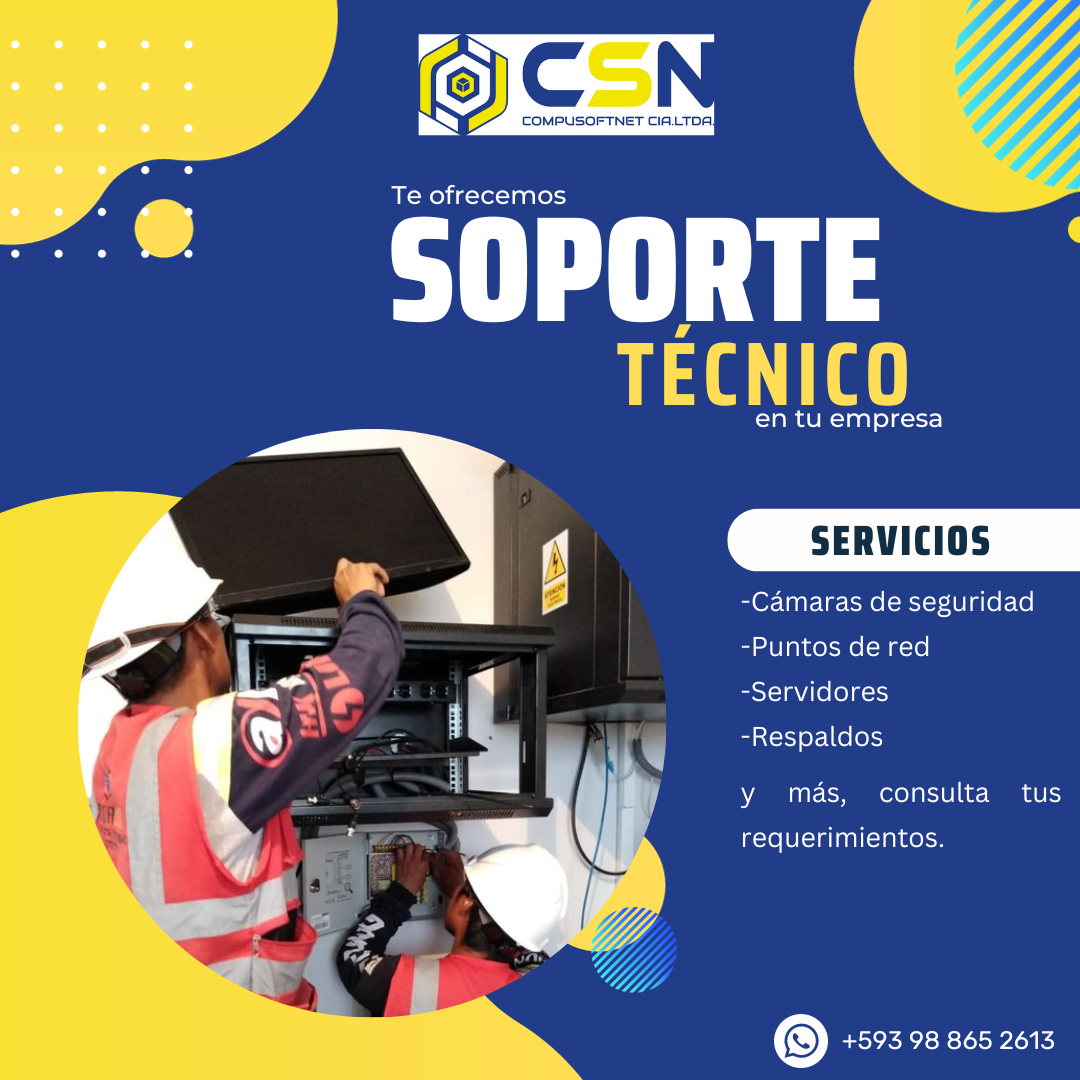 CSN
COMPUSOFTNET CIA.LTDA.
Te ofrecemos
SOPORTE
TÉCNICO
en tu empresa
ATENCIÓN
SERVICIOS
-Cámaras de seguridad
-Puntos de red
-Servidores
-Respaldos
y más, consulta tus
requerimientos.
+593 98 865 2613